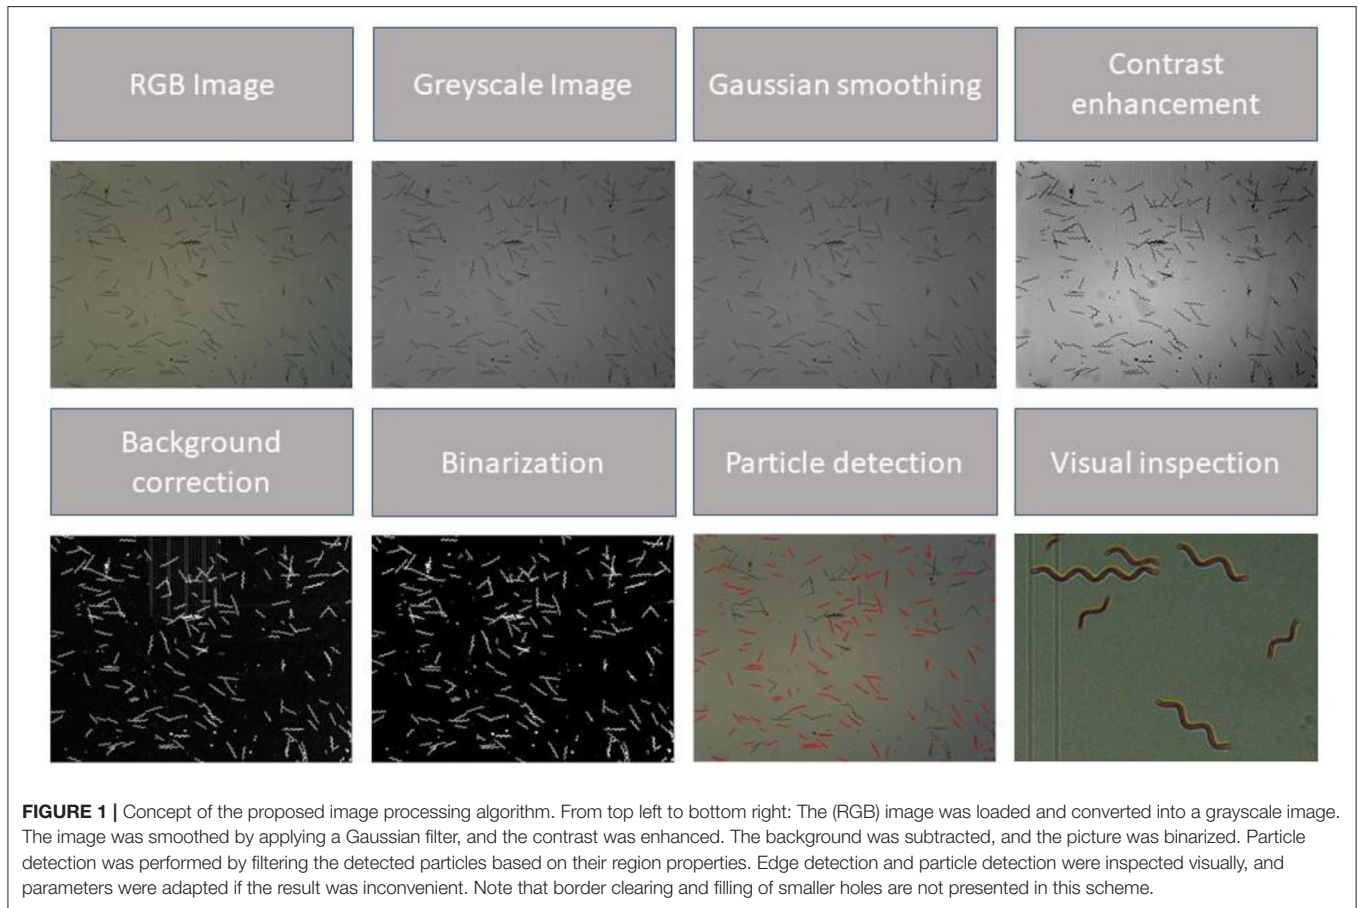 RGB Image
Greyscale Image
Gaussian smoothing
Contrast
enhancement
Background
correction
Binarization
Particle detection
Visual inspection
FIGURE 1 | Concept of the proposed image processing algorithm. From top left to bottom right: The (RGB) image was loaded and converted into a grayscale image.
The image was smoothed by applying a Gaussian filter, and the contrast was enhanced. The background was subtracted, and the picture was binarized. Particle
detection was performed by filtering the detected particles based on their region properties. Edge detection and particle detection were inspected visually, and
parameters were adapted if the result was inconvenient. Note that border clearing and filling of smaller holes are not presented in this scheme.